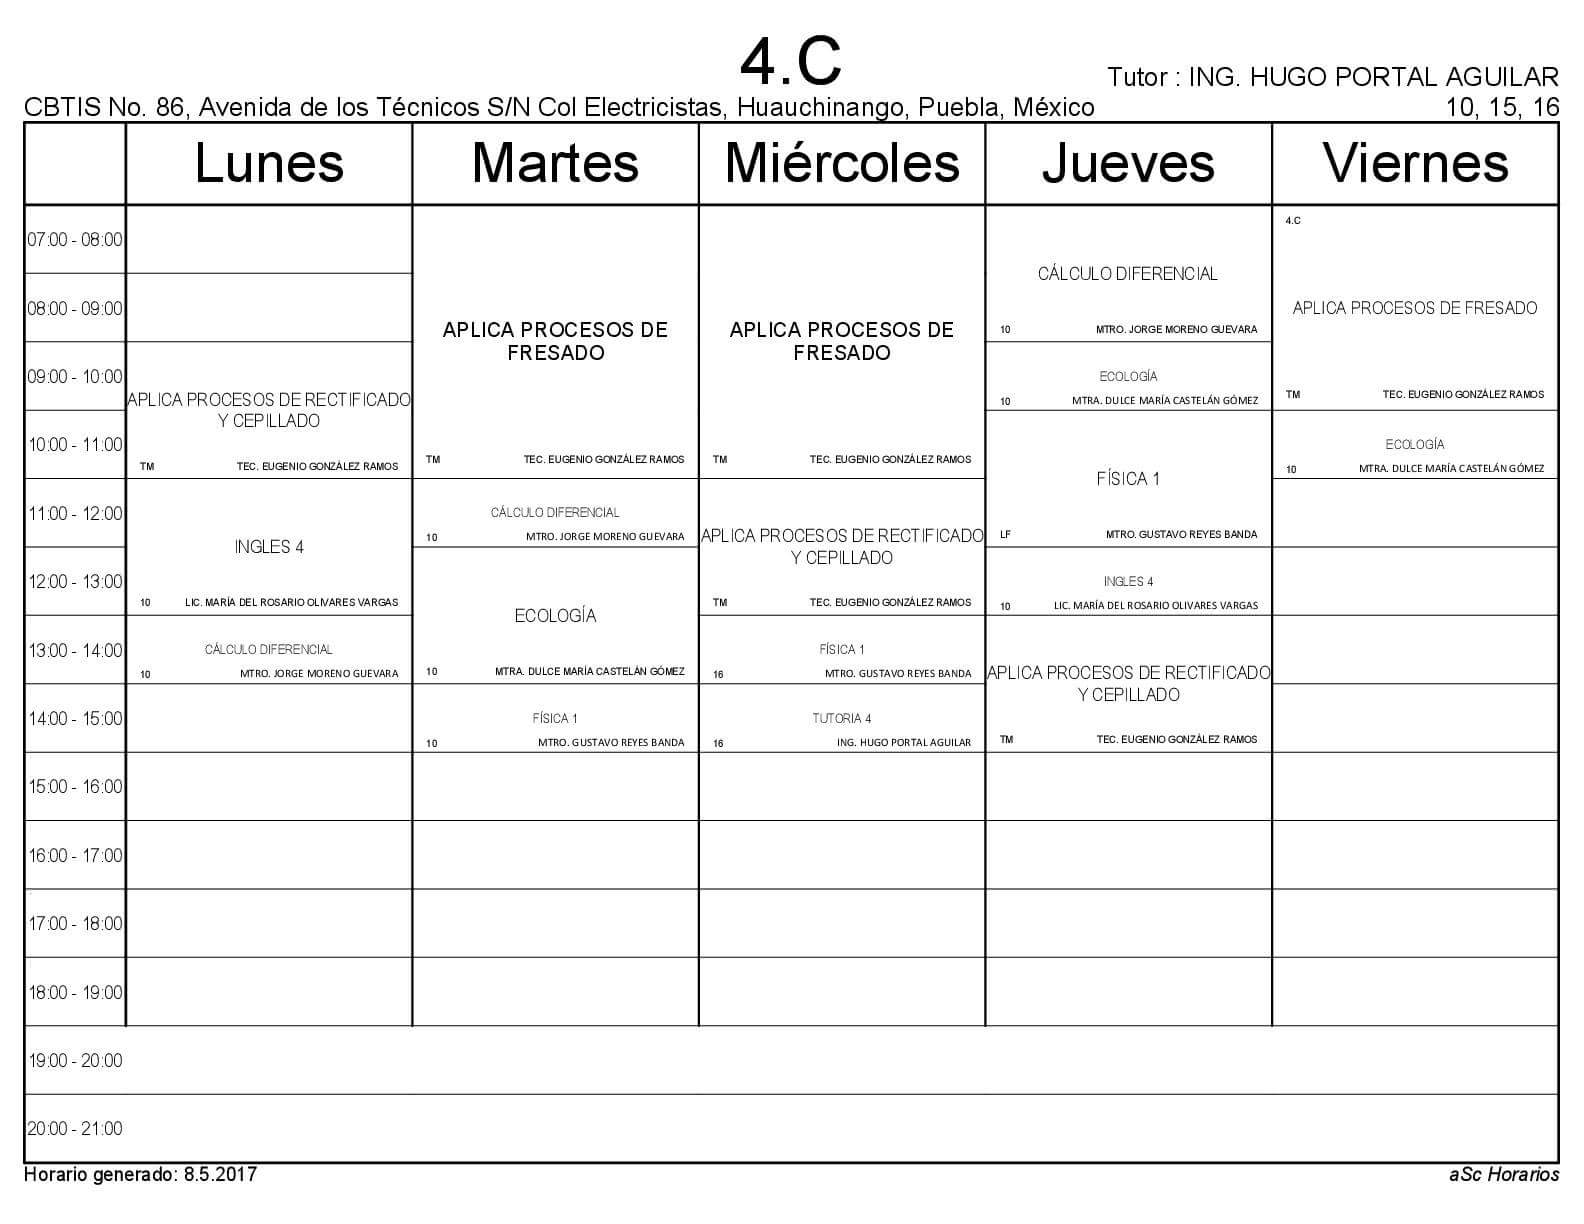 4.C
Tutor : ING. HUGO PORTAL AGUILAR
CBTIS No. 86, Avenida de los Técnicos S/N Col Electricistas, Huauchinango, Puebla, México
10, 15, 16
Lunes
Martes
Miércoles
Jueves
Viernes
07:00 - 08:00
08:00 - 09:00
09:00 - 10:00
10:00 - 11:00
11:00 - 12:00
12:00 - 13:00
13:00 - 14:00
14:00 - 15:00
15:00 - 16:00
16:00 - 17:00
17:00 - 18:00
18:00 - 19:00
19:00 - 20:00
20:00 - 21:00
APLICA PROCESOS DE RECTIFICADO
Y CEPILLADO
TM TEC. EUGENIO GONZÁLEZ RAMOS
INGLES 4
10 LIC. MARÍA DEL ROSARIO OLIVARES VARGAS
CÁLCULO DIFERENCIAL
10 MTRO. JORGE MORENO GUEVARA
APLICA PROCESOS DE
FRESADO
TM TEC. EUGENIO GONZÁLEZ RAMOS
CÁLCULO DIFERENCIAL
10 MTRO. JORGE MORENO GUEVARA
ECOLOGÍA
10 MTRA. DULCE MARÍA CASTELÁN GÓMEZ
FÍSICA 1
10 MTRO. GUSTAVO REYES BANDA
APLICA PROCESOS DE
FRESADO
TM TEC. EUGENIO GONZÁLEZ RAMOS
APLICA PROCESOS DE RECTIFICADO
Y CEPILLADO
TM TEC. EUGENIO GONZÁLEZ RAMOS
FÍSICA 1
16 MTRO. GUSTAVO REYES BANDA
TUTORIA 4
16 ING. HUGO PORTAL AGUILAR
CÁLCULO DIFERENCIAL
10 MTRO. JORGE MORENO GUEVARA
ECOLOGÍA
10 MTRA. DULCE MARÍA CASTELÁN GÓMEZ
FÍSICA 1
LF MTRO. GUSTAVO REYES BANDA
INGLES 4
10 LIC. MARÍA DEL ROSARIO OLIVARES VARGAS
APLICA PROCESOS DE RECTIFICADO
Y CEPILLADO
TM TEC. EUGENIO GONZÁLEZ RAMOS
4.C
APLICA PROCESOS DE FRESADO
TM TEC. EUGENIO GONZÁLEZ RAMOS
ECOLOGÍA
10 MTRA. DULCE MARÍA CASTELÁN GÓMEZ
Horario generado: 8.5.2017
aSc Horarios